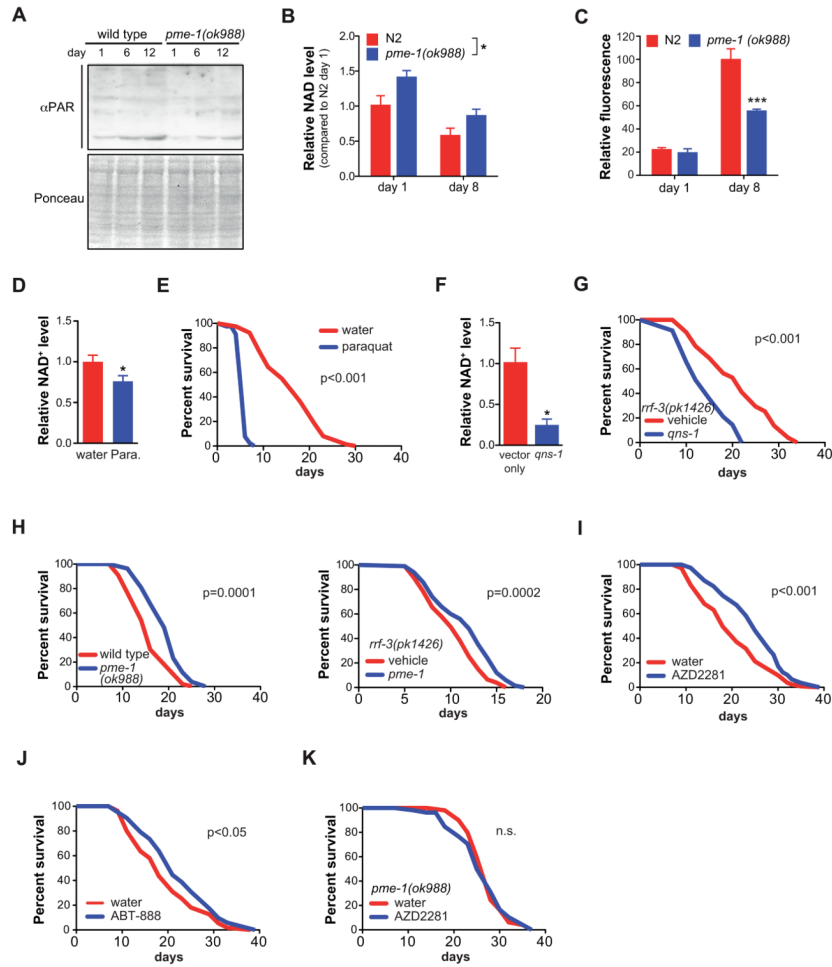 A
wild type pme-1(ok988)
day 1 6 12 1 6 12
αPAR
Ponceau
B
N2
pme-1(ok988)
*
Relative NAD level
(compared to N2 day 1)
2.0
1.5
1.0
0.5
0.0
day 1 day 8
C
N2 pme-1 (ok988)
Relative fluorescence
120
100
80
60
40
20
0
***
day 1 day 8
D
Relative NAD+ level
1.5
1.0
0.5
0.0
*
water Para.
E
Percent survival
100
80
60
40
20
0
water
paraquat
p<0.001
0 10 20 30 40
days
F
Relative NAD+ level
1.5
1.0
0.5
0.0
*
vector only qns-1
G
Percent survival
100
80
60
40
20
0
p<0.001
rrf-3(pk1426)
vehicle
qns-1
0 10 20 30 40
days
H
Percent survival
100
80
60
40
20
0
p=0.0001
wild type
pme-1
(ok988)
0 10 20 30 40
days
Percent survival
100
80
60
40
20
0
p=0.0002
rrf-3(pk1426)
vehicle
pme-1
0 5 10 15 20
days
I
Percent survival
100
80
60
40
20
0
p<0.001
water
AZD2281
0 10 20 30 40
days
J
Percent survival
100
80
60
40
20
0
p<0.05
water
ABT-888
0 10 20 30 40
days
K
Percent survival
100
80
60
40
20
0
n.s.
pme-1(ok988)
water
AZD2281
0 10 20 30 40
days